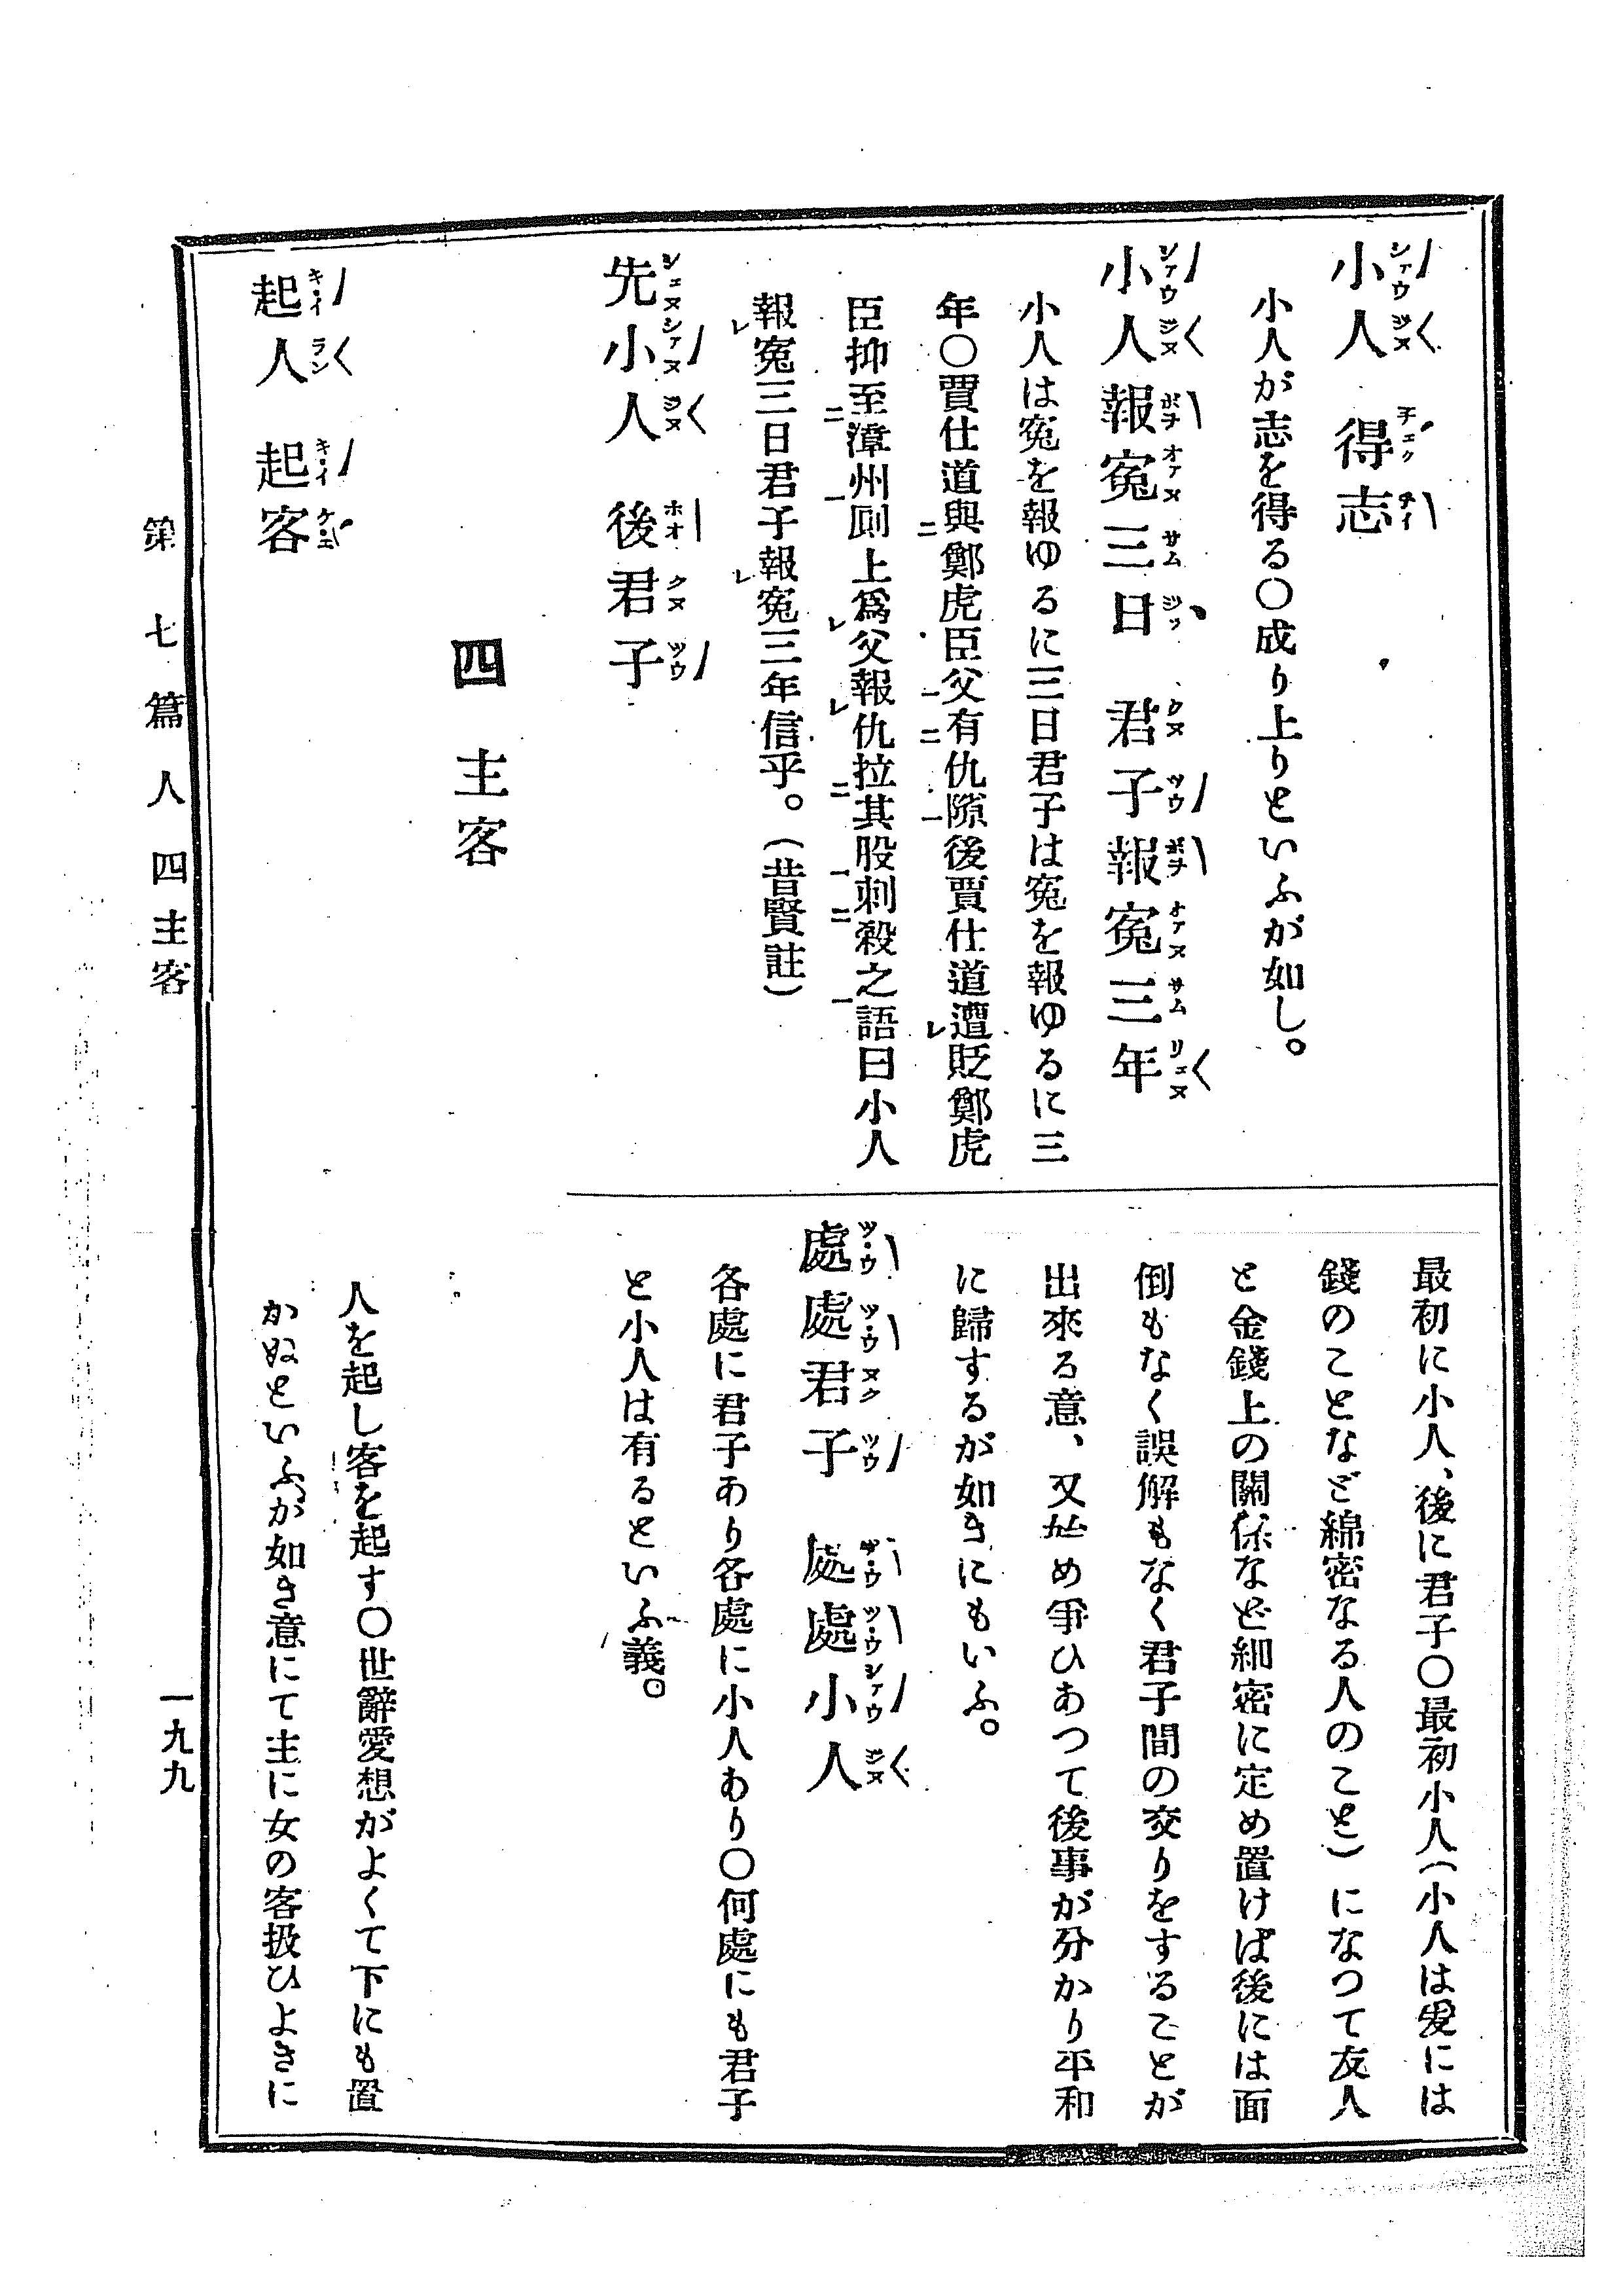 小人 得志
小人が志を得る〇成り上りといふが如し。
小人報寃三日 君子報寃三年
小人は寃を報ゆるに三日君子は寃を報ゆるに三
年〇賈仕道與鄭虎臣父有仇隙後賈仕道遭貶鄭虎
臣抑至漳州厠上爲父報仇拉其股刺殺之語曰小人
報寃三日君子報寃三年信乎。(昔賢註)
先小人 後君子
最初に小人、後に君子〇最初小人(小人は爰には
錢のことなど綿密なる人のこと)になつて友人
と金錢上の關係など細密に定め置けば後には面
倒もなく誤解もなく君子間の交りをすることが
出來る意、又始め爭ひあつて後事が分かり平和
に歸するが如きにもいふ。
處處君子 處處小人
各處に君子あり各處に小人あり〇何處にも君子
と小人は有るといふ義。
四 主客
起人 起客
人を起し客を起す〇世辭愛想がよくて下にも置
かぬといふが如き意にて主に女の客扱ひよきに
第七篇 人 四主客
一九九